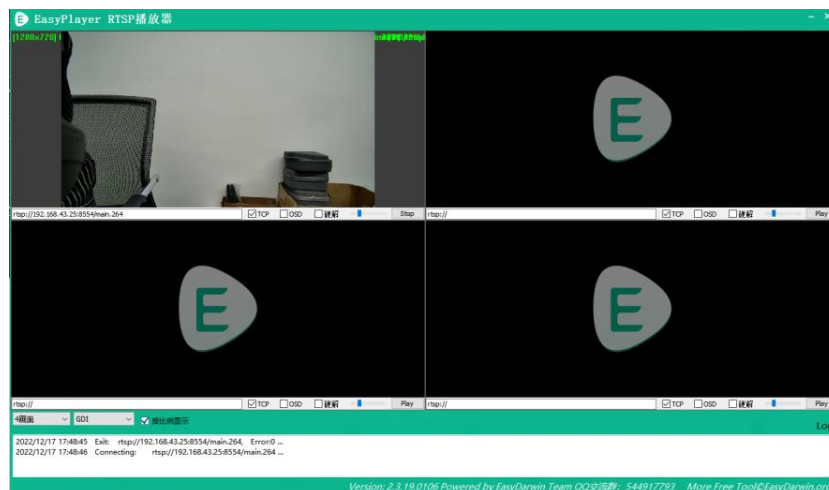 EasyPlayer RTSP播放器
[1280x720]
rtsp://192.168.43.25:8554/main.264 TCP OSD 硬解 Stop
rtsp:// TCP OSD 硬解 Play
rtsp:// TCP OSD 硬解 Play
rtsp:// TCP OSD 硬解 Play
4画面 GDI 按比例显示
Log
2022/12/17 17:48:45 Exit: rtsp://192.168.43.25:8554/main.264, Error:0 ...
2022/12/17 17:48:46 Connecting: rtsp://192.168.43.25:8554/main.264 ...
Version: 2.3.19.0106 Powered by EasyDarwin Team QQ交流群: 544917793 More Free Tool©EasyDarwin.org